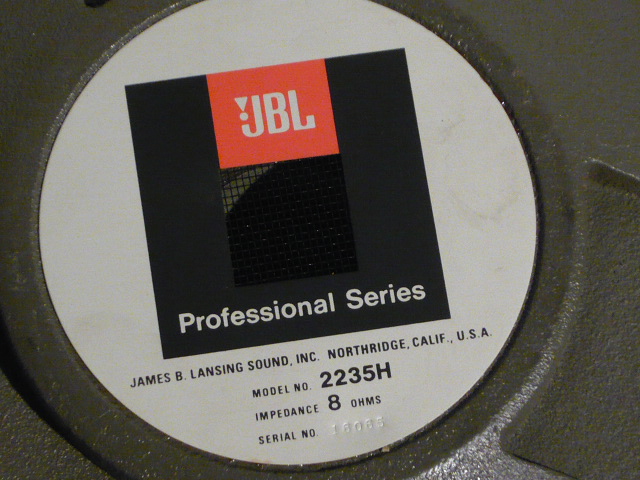 JBL
Professional Series
JAMES B. LANSING SOUND, INC. NORTHRIDGE, CALIF., U.S.A.
MODEL NO. 2235H
IMPEDANCE 8 OHMS
SERIAL NO.